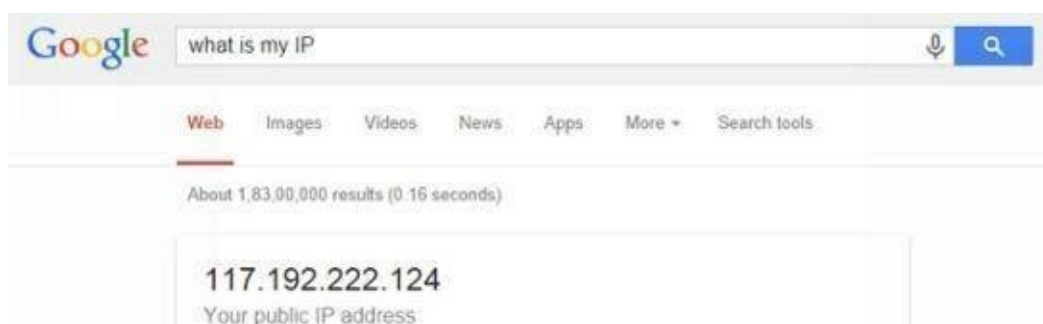 Google what is my IP
Web Images Videos News Apps More Search tools
About 1,83,00,000 results (0.16 seconds)
117.192.222.124
Your public IP address